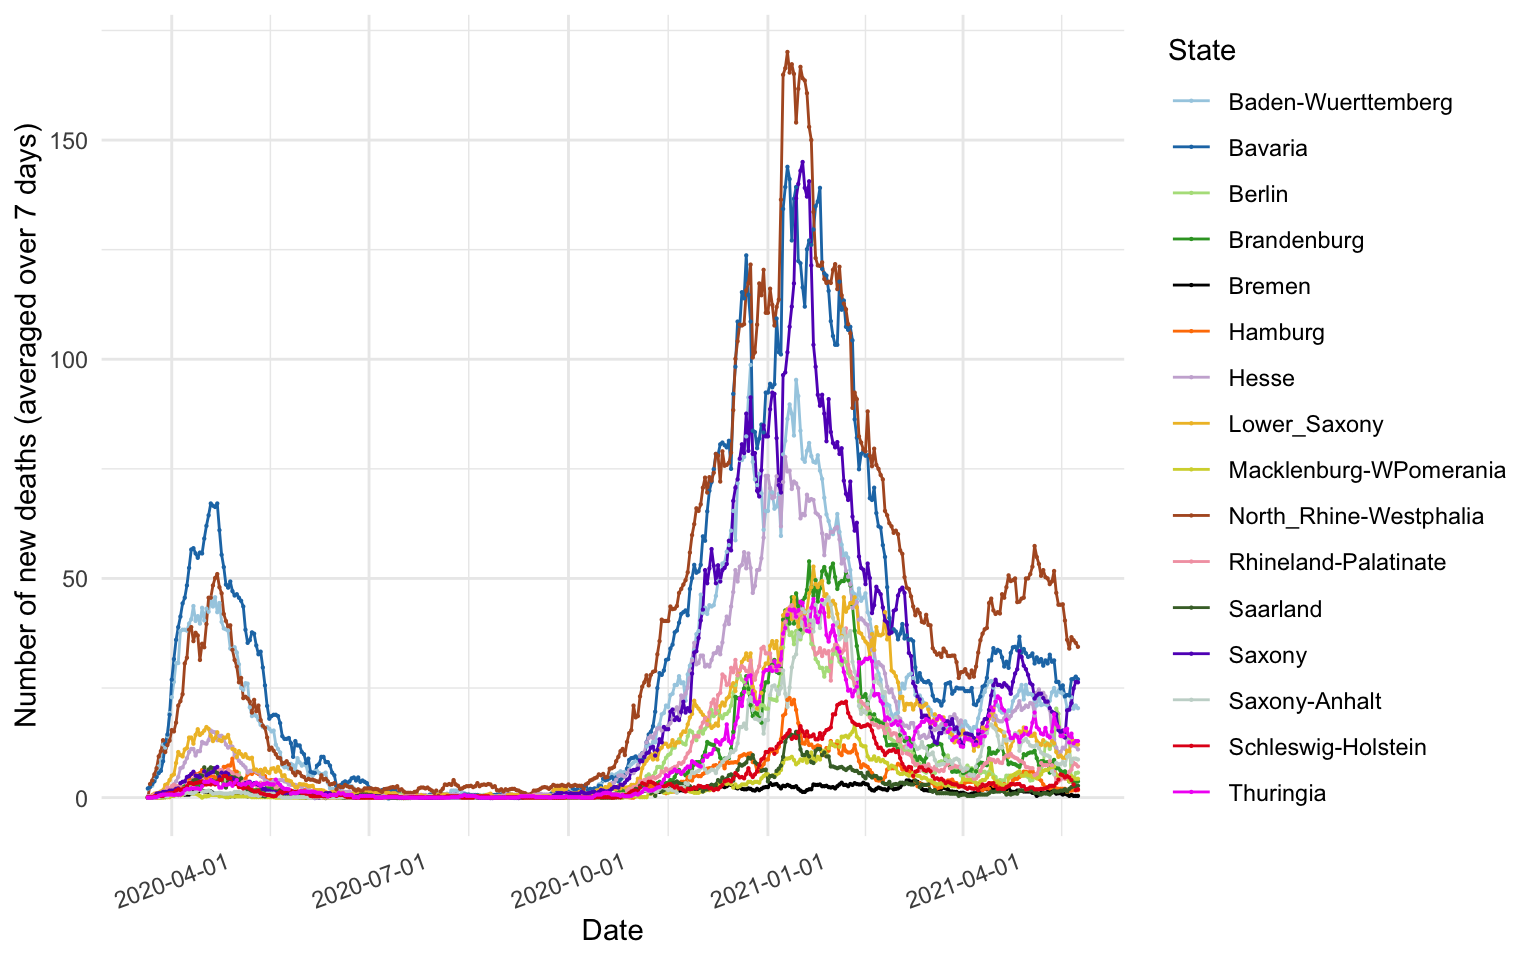 Number of new deaths (averaged over 7 days)
150
100
50
0
2020-04-01
2020-07-01
2020-10-01
2021-01-01
2021-04-01
Date
State
Baden-Wuerttemberg
Bavaria
Berlin
Brandenburg
Bremen
Hamburg
Hesse
Lower_Saxony
Macklenburg-WPomerania
North_Rhine-Westphalia
Rhineland-Palatinate
Saarland
Saxony
Saxony-Anhalt
Schleswig-Holstein
Thuringia